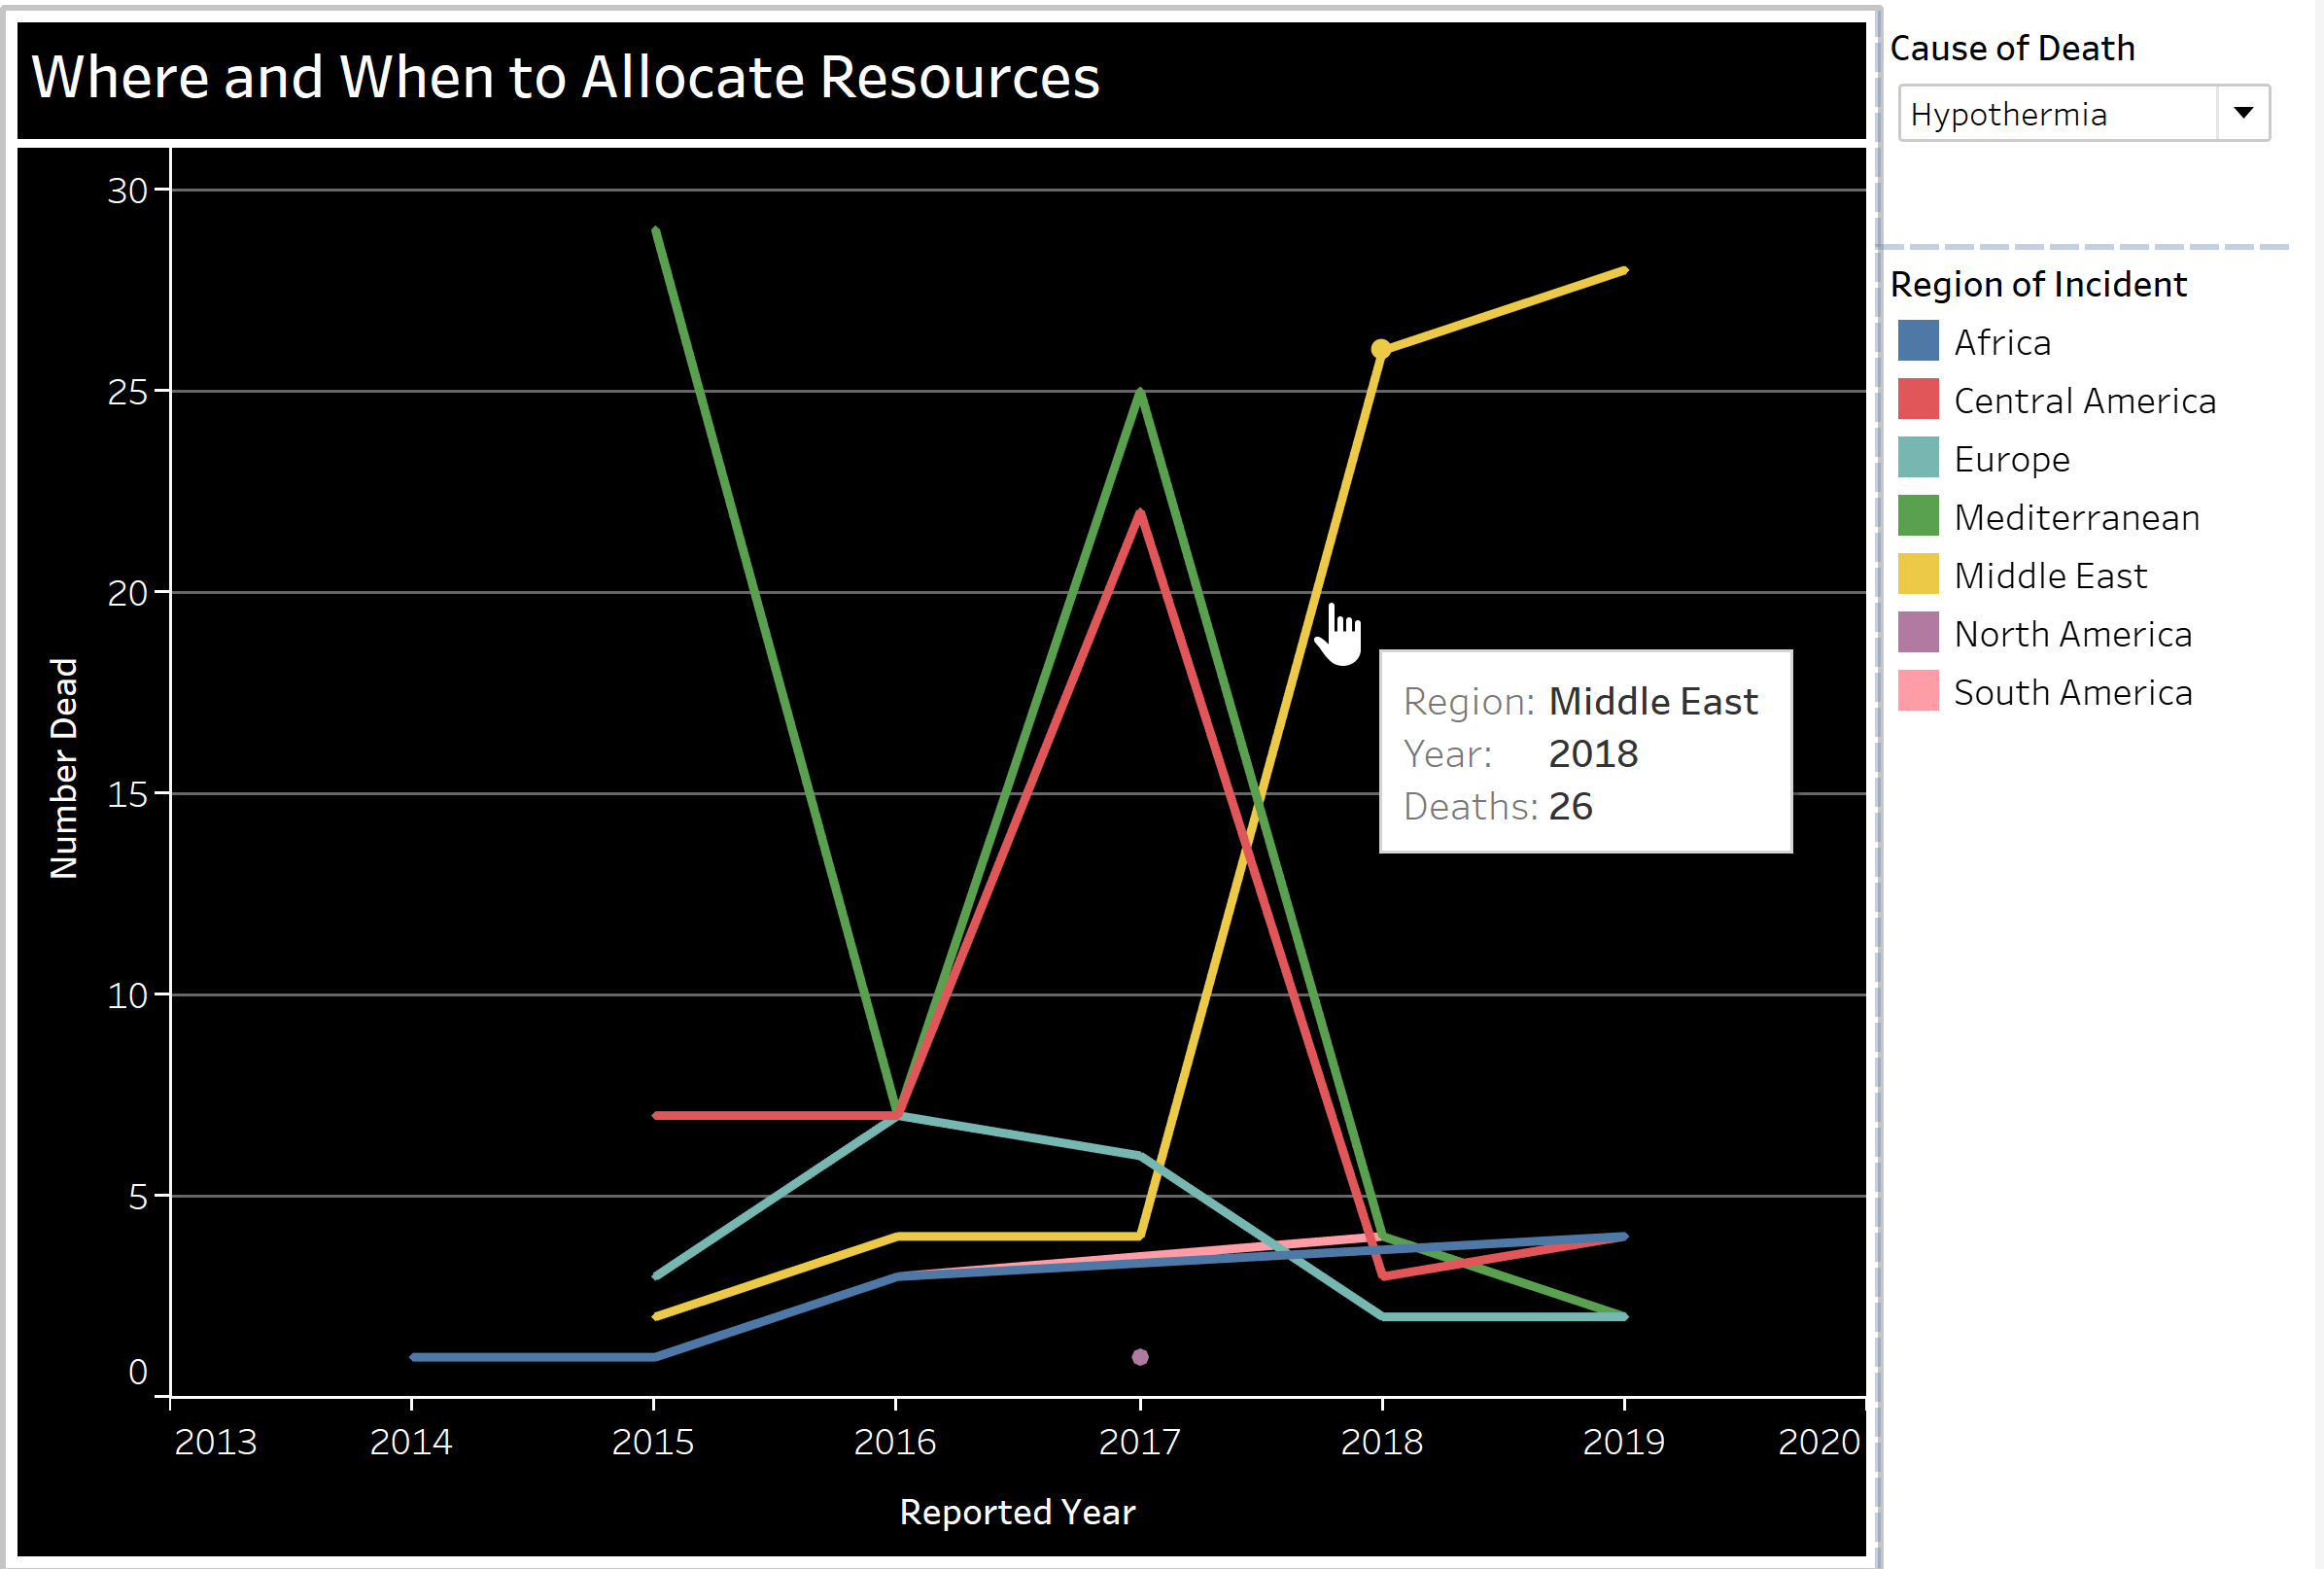 Where and When to Allocate Resources
Cause of Death
Hypothermia
Region of Incident
Africa
Central America
Europe
Mediterranean
Middle East
North America
South America
30
25
20
15
10
5
0
Number Dead
Region: Middle East
Year: 2018
Deaths: 26
2013 2014 2015 2016 2017 2018 2019 2020
Reported Year